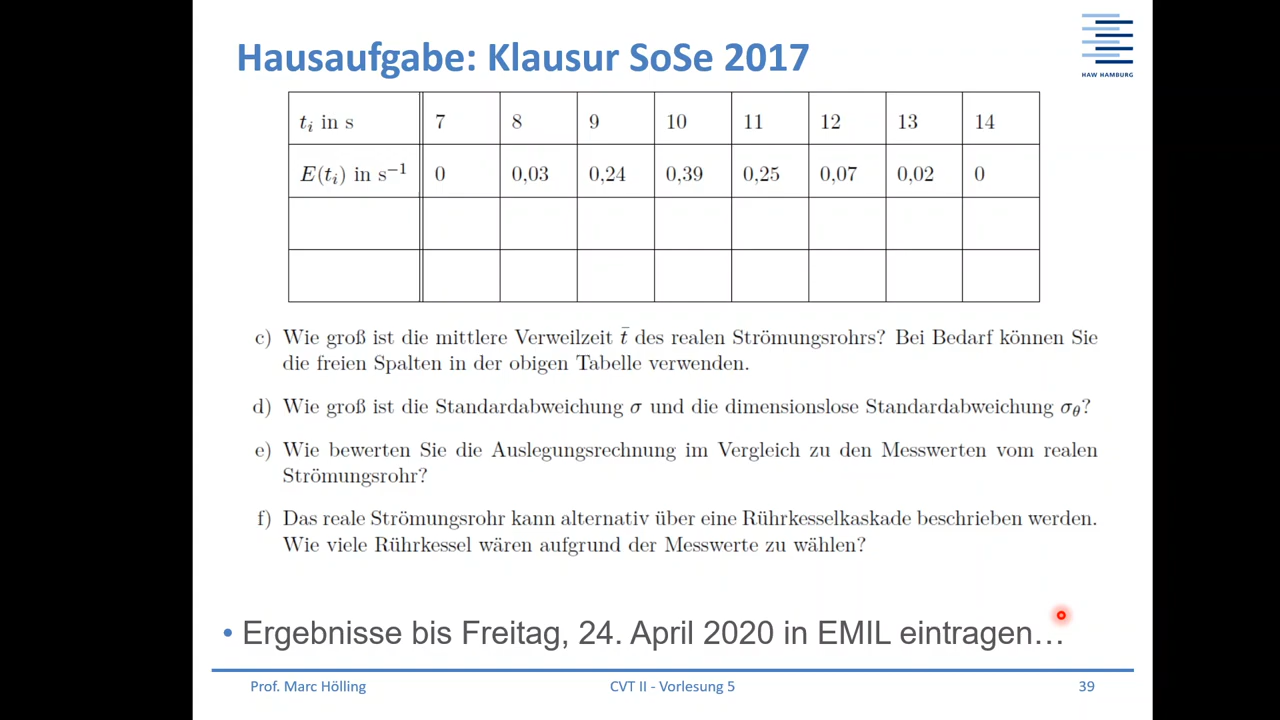 Hausaufgabe: Klausur SoSe 2017
HAW HAMBURG
t_i in s 7 8 9 10 11 12 13 14
E(t_i) in s⁻¹ 0 0,03 0,24 0,39 0,25 0,07 0,02 0
c) Wie groß ist die mittlere Verweilzeit t̄ des realen Strömungsrohrs? Bei Bedarf können Sie
die freien Spalten in der obigen Tabelle verwenden.
d) Wie groß ist die Standardabweichung σ und die dimensionslose Standardabweichung σ_θ?
e) Wie bewerten Sie die Auslegungsrechnung im Vergleich zu den Messwerten vom realen
Strömungsrohr?
f) Das reale Strömungsrohr kann alternativ über eine Rührkesselkaskade beschrieben werden.
Wie viele Rührkessel wären aufgrund der Messwerte zu wählen?
• Ergebnisse bis Freitag, 24. April 2020 in EMIL eintragen…
Prof. Marc Hölling CVT II - Vorlesung 5 39